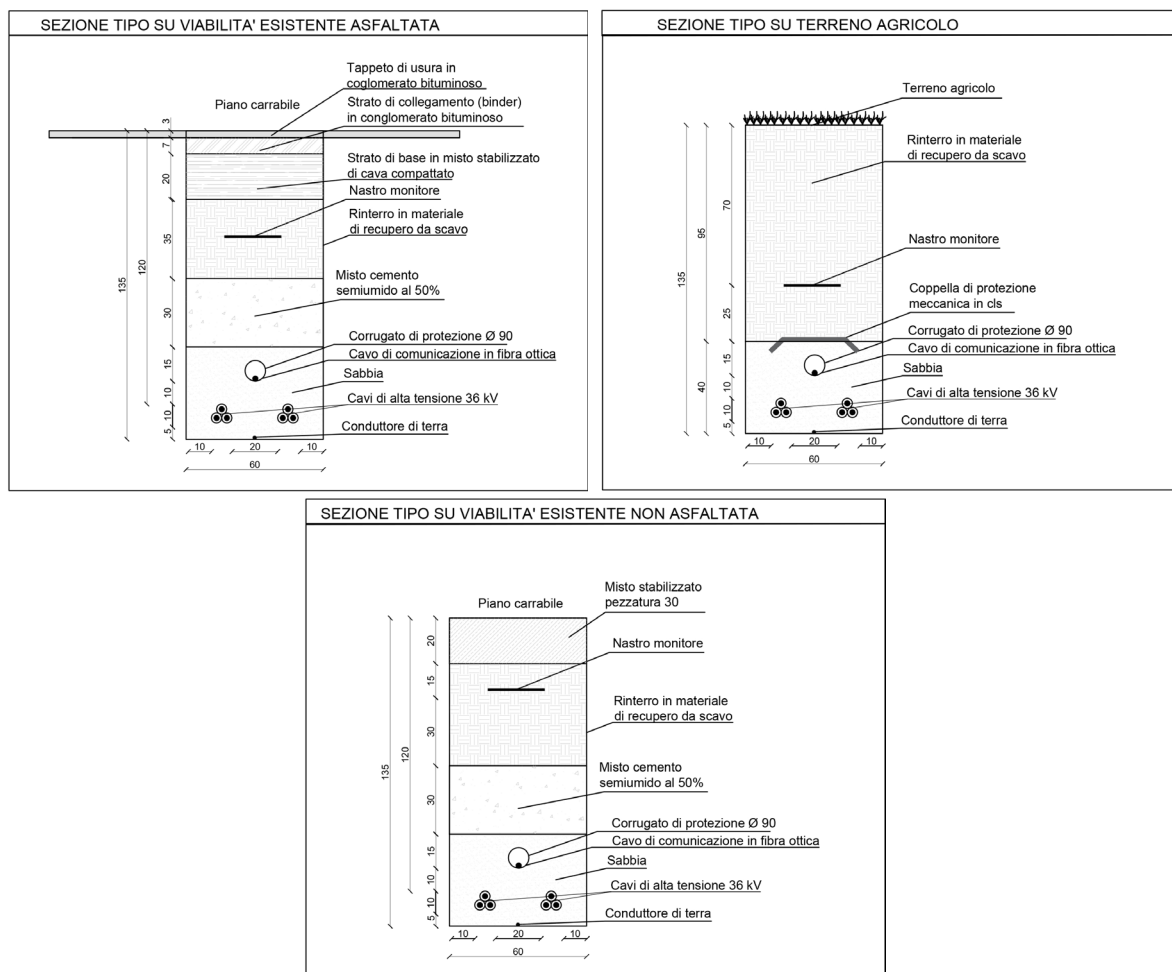 SEZIONE TIPO SU VIABILITA' ESISTENTE ASFALTATA
Tappeto di usura in
coglomerato bituminoso
Piano carrabile
Strato di collegamento (binder)
in conglomerato bituminoso
Strato di base in misto stabilizzato
di cava compattato
Nastro monitore
Rinterro in materiale
di recupero da scavo
Misto cemento
semiumido al 50%
Corrugato di protezione Ø 90
Cavo di comunicazione in fibra ottica
Sabbia
Cavi di alta tensione 36 kV
Conduttore di terra
3
7
20
35
30
15
10
10
5
120
135
10
20
10
60
SEZIONE TIPO SU TERRENO AGRICOLO
Terreno agricolo
Rinterro in materiale
di recupero da scavo
Nastro monitore
Coppella di protezione
meccanica in cls
Corrugato di protezione Ø 90
Cavo di comunicazione in fibra ottica
Sabbia
Cavi di alta tensione 36 kV
Conduttore di terra
70
25
15
10
10
5
95
40
135
10
20
10
60
SEZIONE TIPO SU VIABILITA' ESISTENTE NON ASFALTATA
Misto stabilizzato
pezzatura 30
Piano carrabile
Nastro monitore
Rinterro in materiale
di recupero da scavo
Misto cemento
semiumido al 50%
Corrugato di protezione Ø 90
Cavo di comunicazione in fibra ottica
Sabbia
Cavi di alta tensione 36 kV
Conduttore di terra
20
15
30
30
15
10
10
5
120
135
10
20
10
60